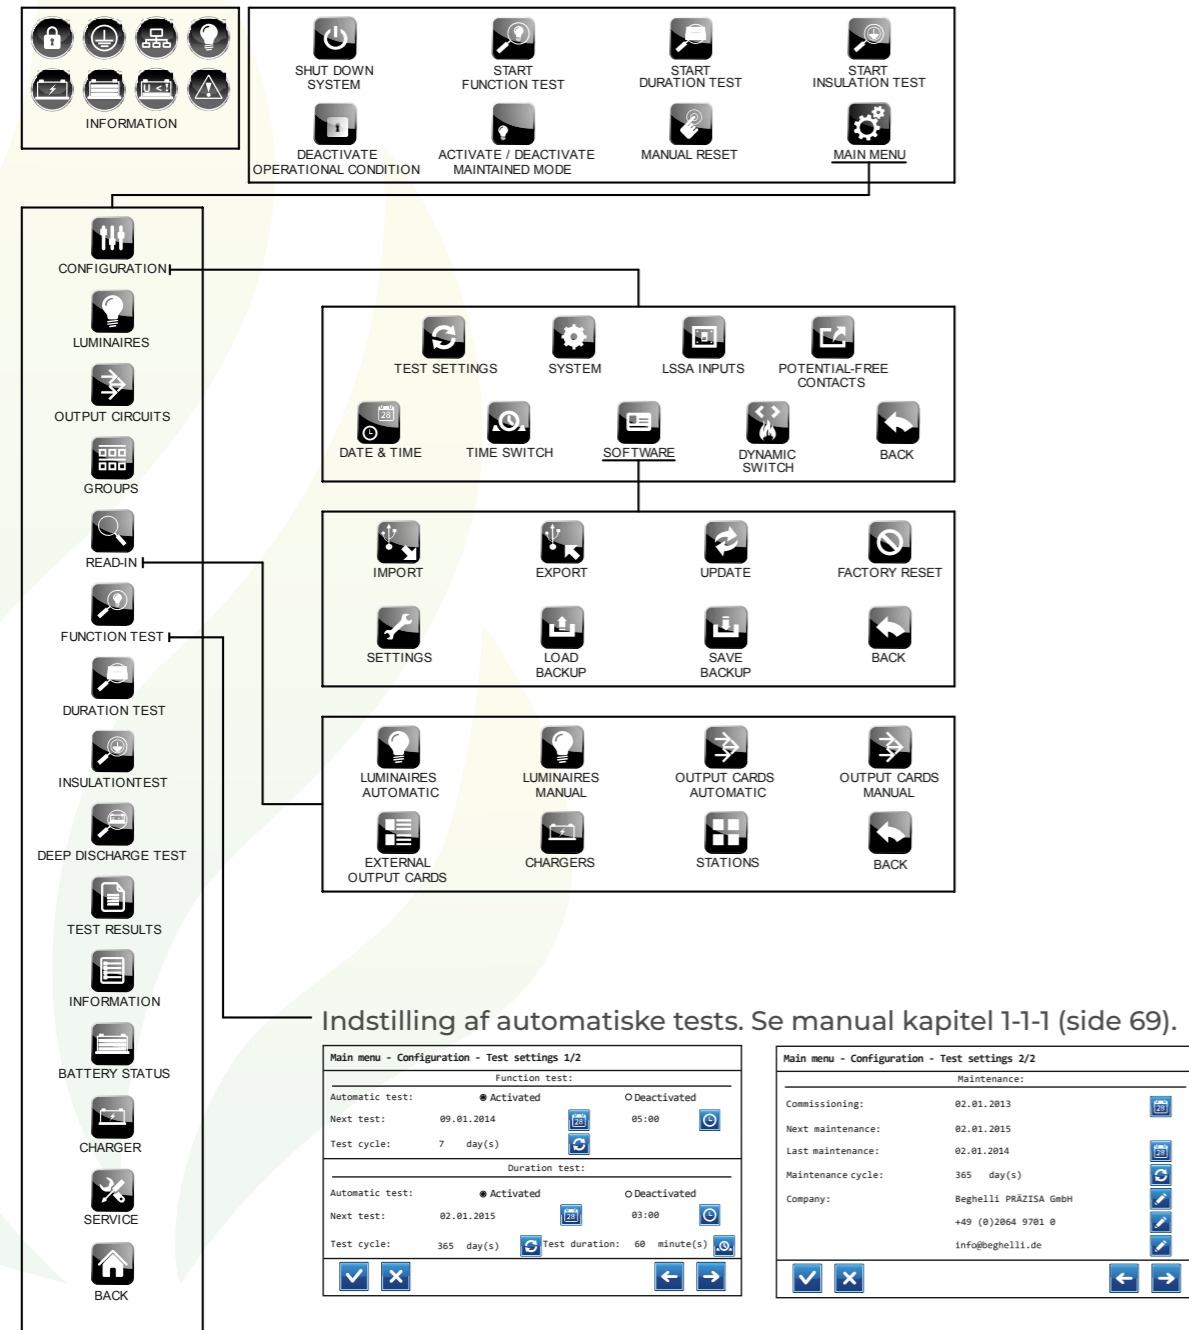 INFORMATION
SHUT DOWN
SYSTEM
START
FUNCTION TEST
START
DURATION TEST
START
INSULATION TEST
DEACTIVATE
OPERATIONAL CONDITION
ACTIVATE / DEACTIVATE
MAINTAINED MODE
MANUAL RESET
MAIN MENU
CONFIGURATION
LUMINAIRES
OUTPUT CIRCUITS
GROUPS
READ-IN
FUNCTION TEST
DURATION TEST
INSULATIONTEST
DEEP DISCHARGE TEST
TEST RESULTS
INFORMATION
BATTERY STATUS
CHARGER
SERVICE
BACK
TEST SETTINGS
SYSTEM
LSSA INPUTS
POTENTIAL-FREE
CONTACTS
28
DATE & TIME
TIME SWITCH
SOFTWARE
DYNAMIC
SWITCH
BACK
IMPORT
EXPORT
UPDATE
FACTORY RESET
SETTINGS
LOAD
BACKUP
SAVE
BACKUP
BACK
LUMINAIRES
AUTOMATIC
LUMINAIRES
MANUAL
OUTPUT CARDS
AUTOMATIC
OUTPUT CARDS
MANUAL
EXTERNAL
OUTPUT CARDS
CHARGERS
STATIONS
BACK
Indstilling af automatiske tests. Se manual kapitel 1-1-1 (side 69).
Main menu - Configuration - Test settings 1/2
Function test:
Automatic test: Activated Deactivated
Next test: 09.01.2014 28 05:00
Test cycle: 7 day(s)
Duration test:
Automatic test: Activated Deactivated
Next test: 02.01.2015 28 03:00
Test cycle: 365 day(s) Test duration: 60 minute(s)
Main menu - Configuration - Test settings 2/2
Maintenance:
Commissioning: 02.01.2013 28
Next maintenance: 02.01.2015
Last maintenance: 02.01.2014 28
Maintenance cycle: 365 day(s)
Company: Beghelli PRÄZISA GmbH
+49 (0)2064 9701 0
info@beghelli.de